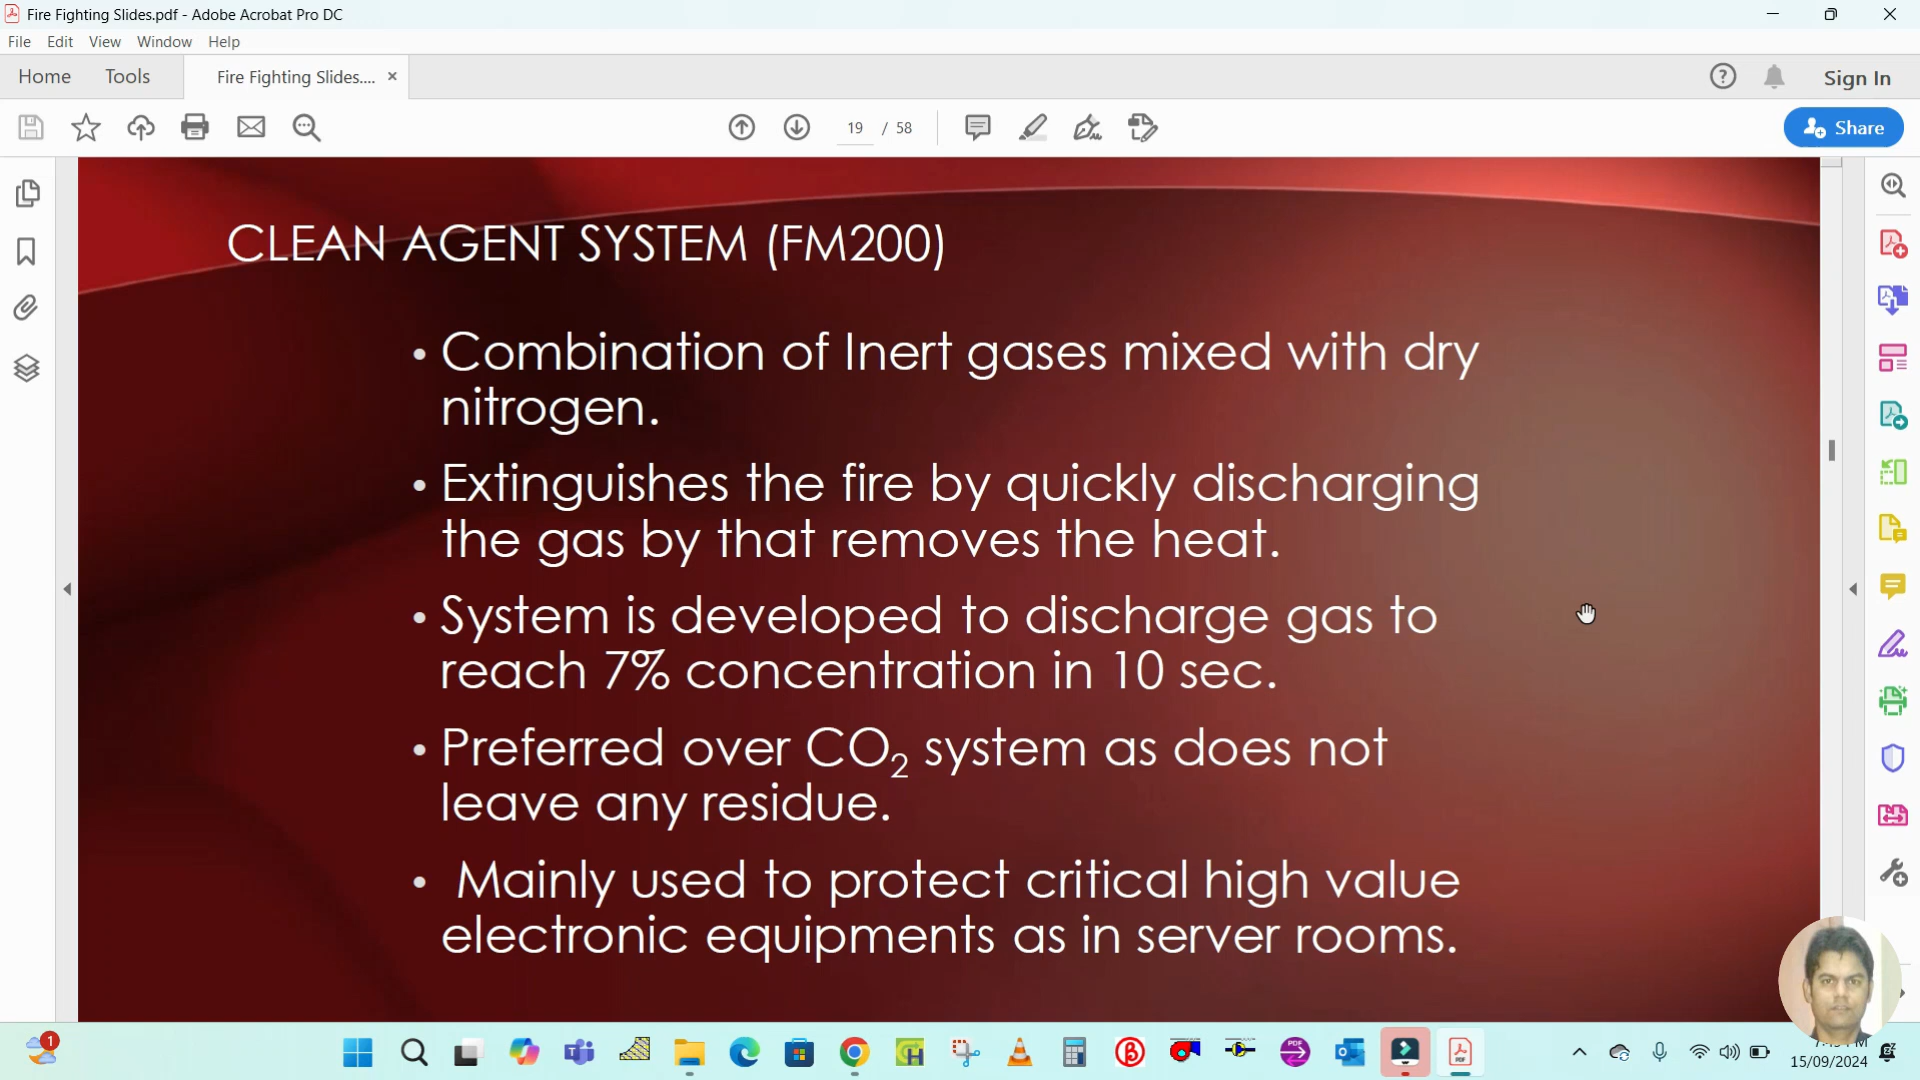 Fire Fighting Slides.pdf - Adobe Acrobat Pro DC
File Edit View Window Help
Home Tools Fire Fighting Slides.... ×
Sign In
19 / 58
Share
CLEAN AGENT SYSTEM (FM200)
• Combination of Inert gases mixed with dry
nitrogen.
• Extinguishes the fire by quickly discharging
the gas by that removes the heat.
• System is developed to discharge gas to
reach 7% concentration in 10 sec.
• Preferred over CO₂ system as does not
leave any residue.
• Mainly used to protect critical high value
electronic equipments as in server rooms.
1
15/09/2024